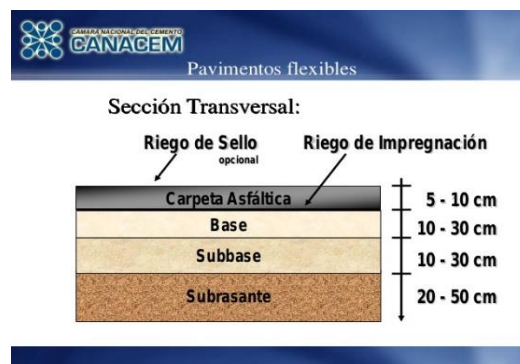 CAMARA NACIONAL DEL CEMENTO
CANACEM
Pavimentos flexibles
Sección Transversal:
Riego de Sello
opcional
Riego de Impregnación
Carpeta Asfáltica
5 - 10 cm
Base
10 - 30 cm
Subbase
10 - 30 cm
Subrasante
20 - 50 cm